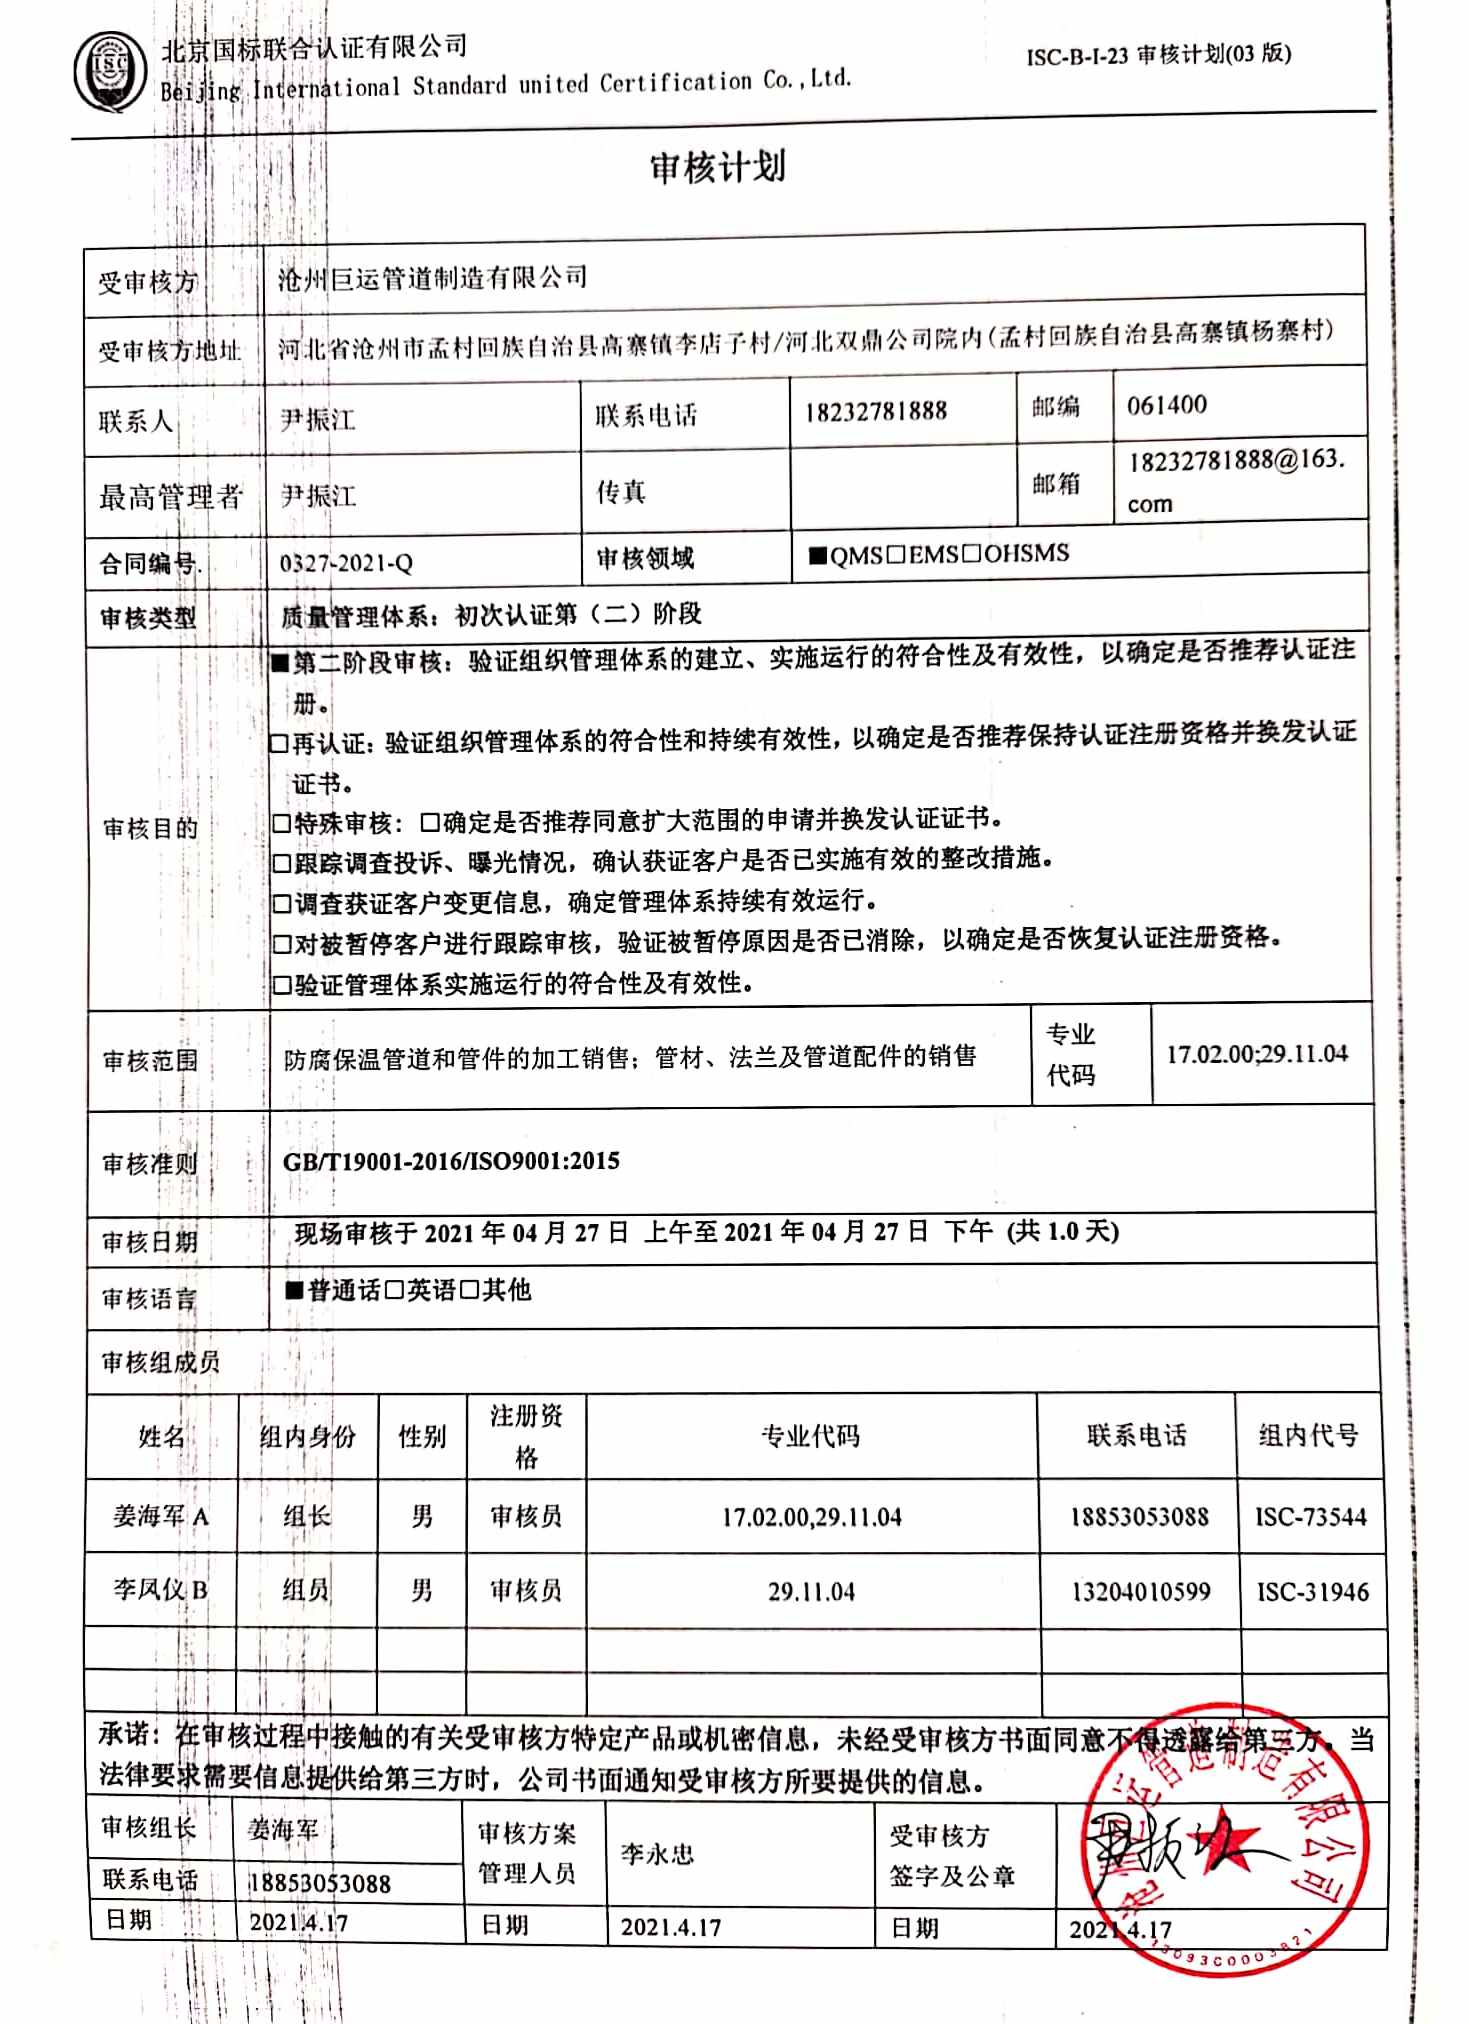 北京国标联合认证有限公司
Beijing International Standard united Certification Co.,Ltd.
ISC-B-I-23 审核计划(03 版)
审核计划
受审核方 沧州巨运管道制造有限公司
受审核方地址 河北省沧州市孟村回族自治县高寨镇李店子村/河北双鼎公司院内(孟村回族自治县高寨镇杨寨村)
联系人 尹振江 联系电话 18232781888 邮编 061400
最高管理者 尹振江 传真 邮箱 18232781888@163.
com
合同编号. 0327-2021-Q 审核领域 ■QMS□EMS□OHSMS
审核类型 质量管理体系：初次认证第（二）阶段
审核目的
■第二阶段审核：验证组织管理体系的建立、实施运行的符合性及有效性，以确定是否推荐认证注
册。
□再认证：验证组织管理体系的符合性和持续有效性，以确定是否推荐保持认证注册资格并换发认证
证书。
□特殊审核：□确定是否推荐同意扩大范围的申请并换发认证证书。
□跟踪调查投诉、曝光情况，确认获证客户是否已实施有效的整改措施。
□调查获证客户变更信息，确定管理体系持续有效运行。
□对被暂停客户进行跟踪审核，验证被暂停原因是否已消除，以确定是否恢复认证注册资格。
□验证管理体系实施运行的符合性及有效性。
审核范围 防腐保温管道和管件的加工销售；管材、法兰及管道配件的销售 专业
代码 17.02.00;29.11.04
审核准则 GB/T19001-2016/ISO9001:2015
审核日期 现场审核于 2021 年 04 月 27 日 上午至 2021 年 04 月 27 日 下午 (共 1.0 天)
审核语言 ■普通话□英语□其他
审核组成员
姓名 组内身份 性别 注册资
格 专业代码 联系电话 组内代号
姜海军 A 组长 男 审核员 17.02.00,29.11.04 18853053088 ISC-73544
李凤仪 B 组员 男 审核员 29.11.04 13204010599 ISC-31946
承诺：在审核过程中接触的有关受审核方特定产品或机密信息，未经受审核方书面同意不得透露给第三方。当
法律要求需要信息提供给第三方时，公司书面通知受审核方所要提供的信息。
审核组长 姜海军 审核方案
管理人员 李永忠 受审核方
签字及公章 尹振江
联系电话 18853053088
日期 2021.4.17 日期 2021.4.17 日期 2021.4.17
沧州巨运管道制造有限公司